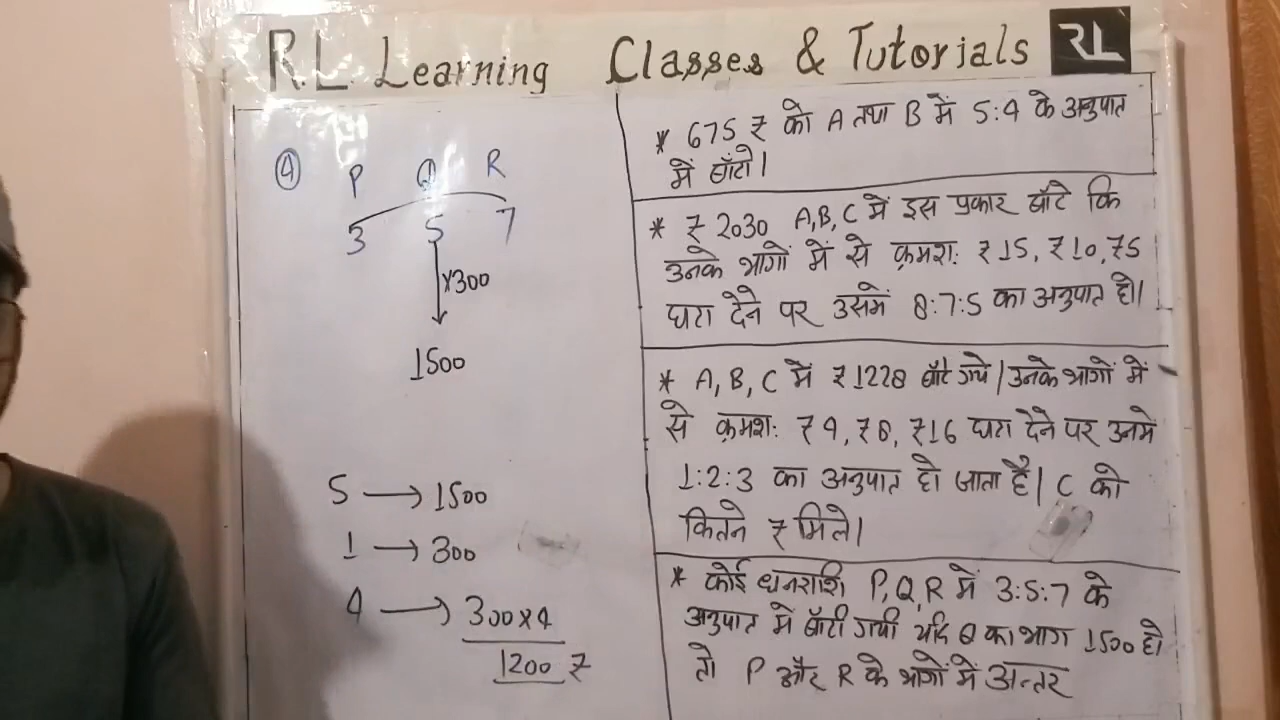 R.L. Learning Classes & Tutorials RL
④ P Q R
3 5 7
×300
1500
5 → 1500
1 → 300
4 → 300×4
1200 ₹
* 675 ₹ को A तथा B में 5:4 के अनुपात
में बाँटो।
* ₹ 2030 A,B,C में इस प्रकार बाँटे कि
उनके भागों में से क्रमश: ₹15, ₹10, ₹5
घटा देने पर उसमें 8:7:5 का अनुपात हो।
* A, B, C में ₹1228 बाँटे गये। उनके भागों में
से क्रमश: ₹4, ₹8, ₹16 घटा देने पर उनमे
1:2:3 का अनुपात हो जाता है। C को
कितने ₹ मिले।
* कोई धनराशि P,Q,R में 3:5:7 के
अनुपात में बाँटी गयी यदि Q का भाग 1500 हो
तो P और R के भागों में अन्तर